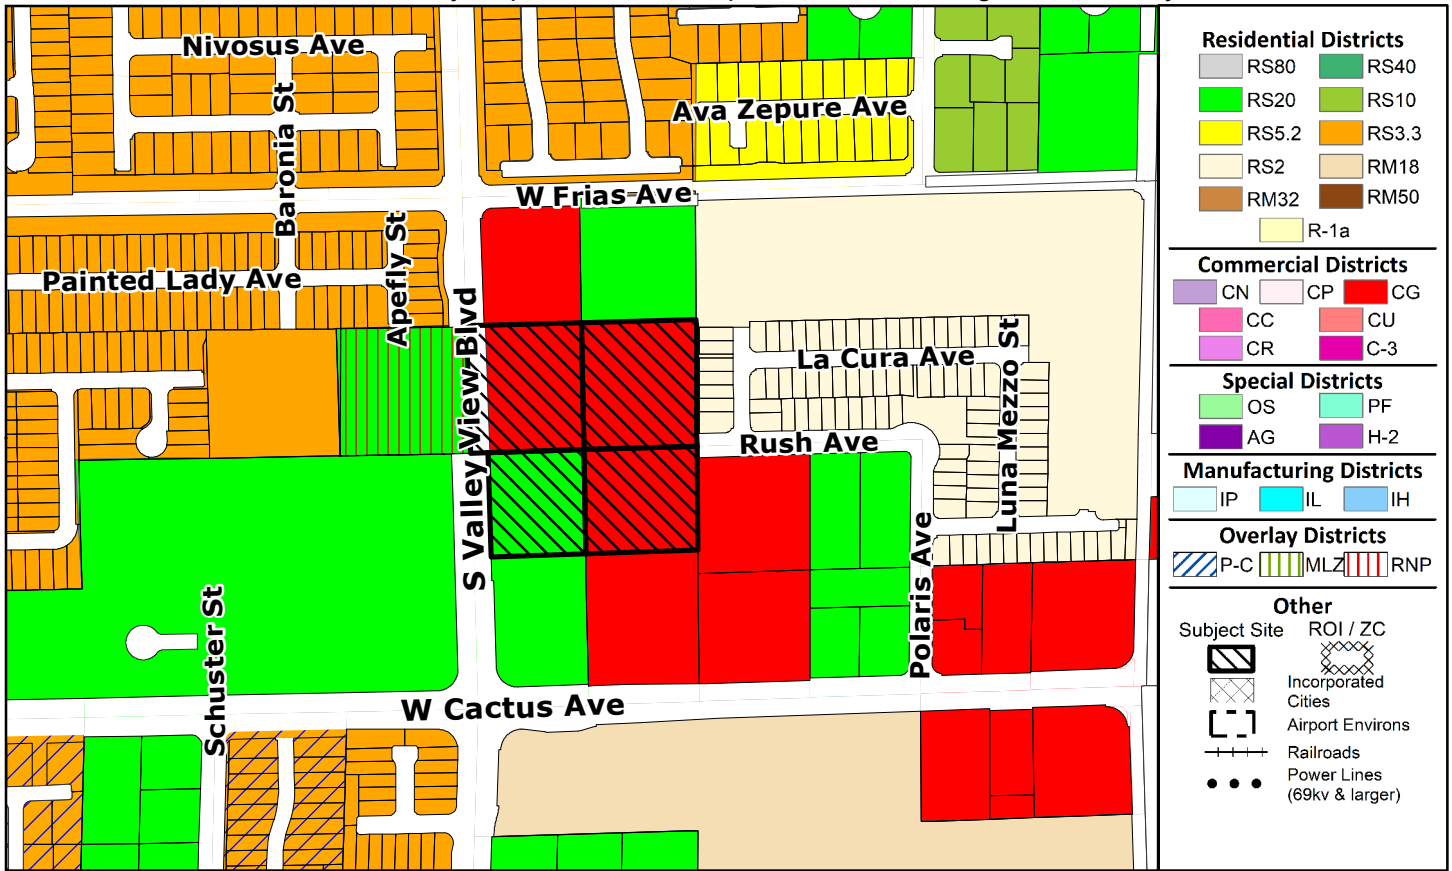 Nivosus Ave
Baronia St
Ava Zepure Ave
W Frias Ave
Apefly St
Painted Lady Ave
S Valley View Blvd
La Cura Ave
Luna Mezzo St
Rush Ave
Polaris Ave
Schuster St
W Cactus Ave
Residential Districts
RS80 RS40
RS20 RS10
RS5.2 RS3.3
RS2 RM18
RM32 RM50
R-1a
Commercial Districts
CN CP CG
CC CU
CR C-3
Special Districts
OS PF
AG H-2
Manufacturing Districts
IP IL IH
Overlay Districts
P-C MLZ RNP
Other
Subject Site ROI / ZC
Incorporated
Cities
Airport Environs
Railroads
Power Lines
(69kv & larger)